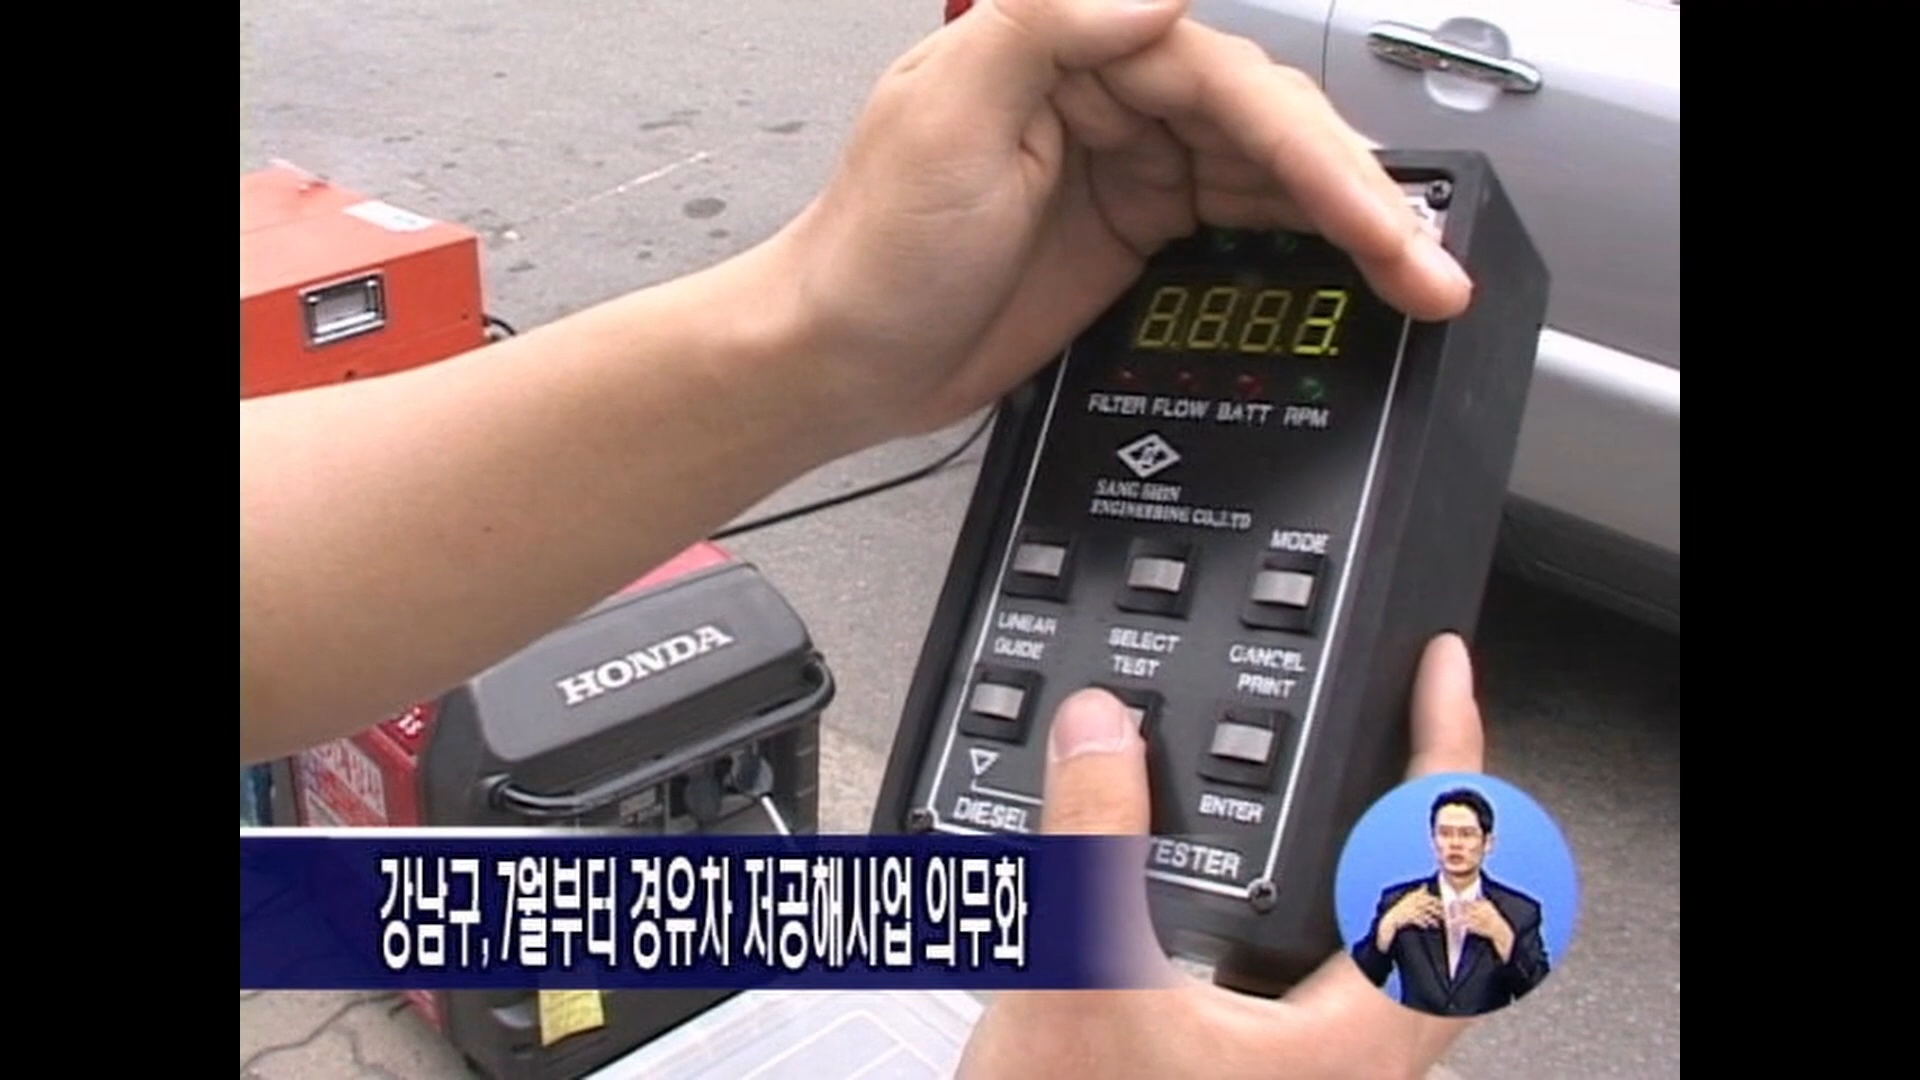 8.8.8.3.
FILTER FLOW BATT RPM
SANG SHIN
ENGINEERING CO.,LTD
MODE
LINEAR
GUIDE
SELECT
TEST
CANCEL
PRINT
ENTER
DIESEL
TESTER
HONDA
강남구, 7월부터 경유차 저공해사업 의무화